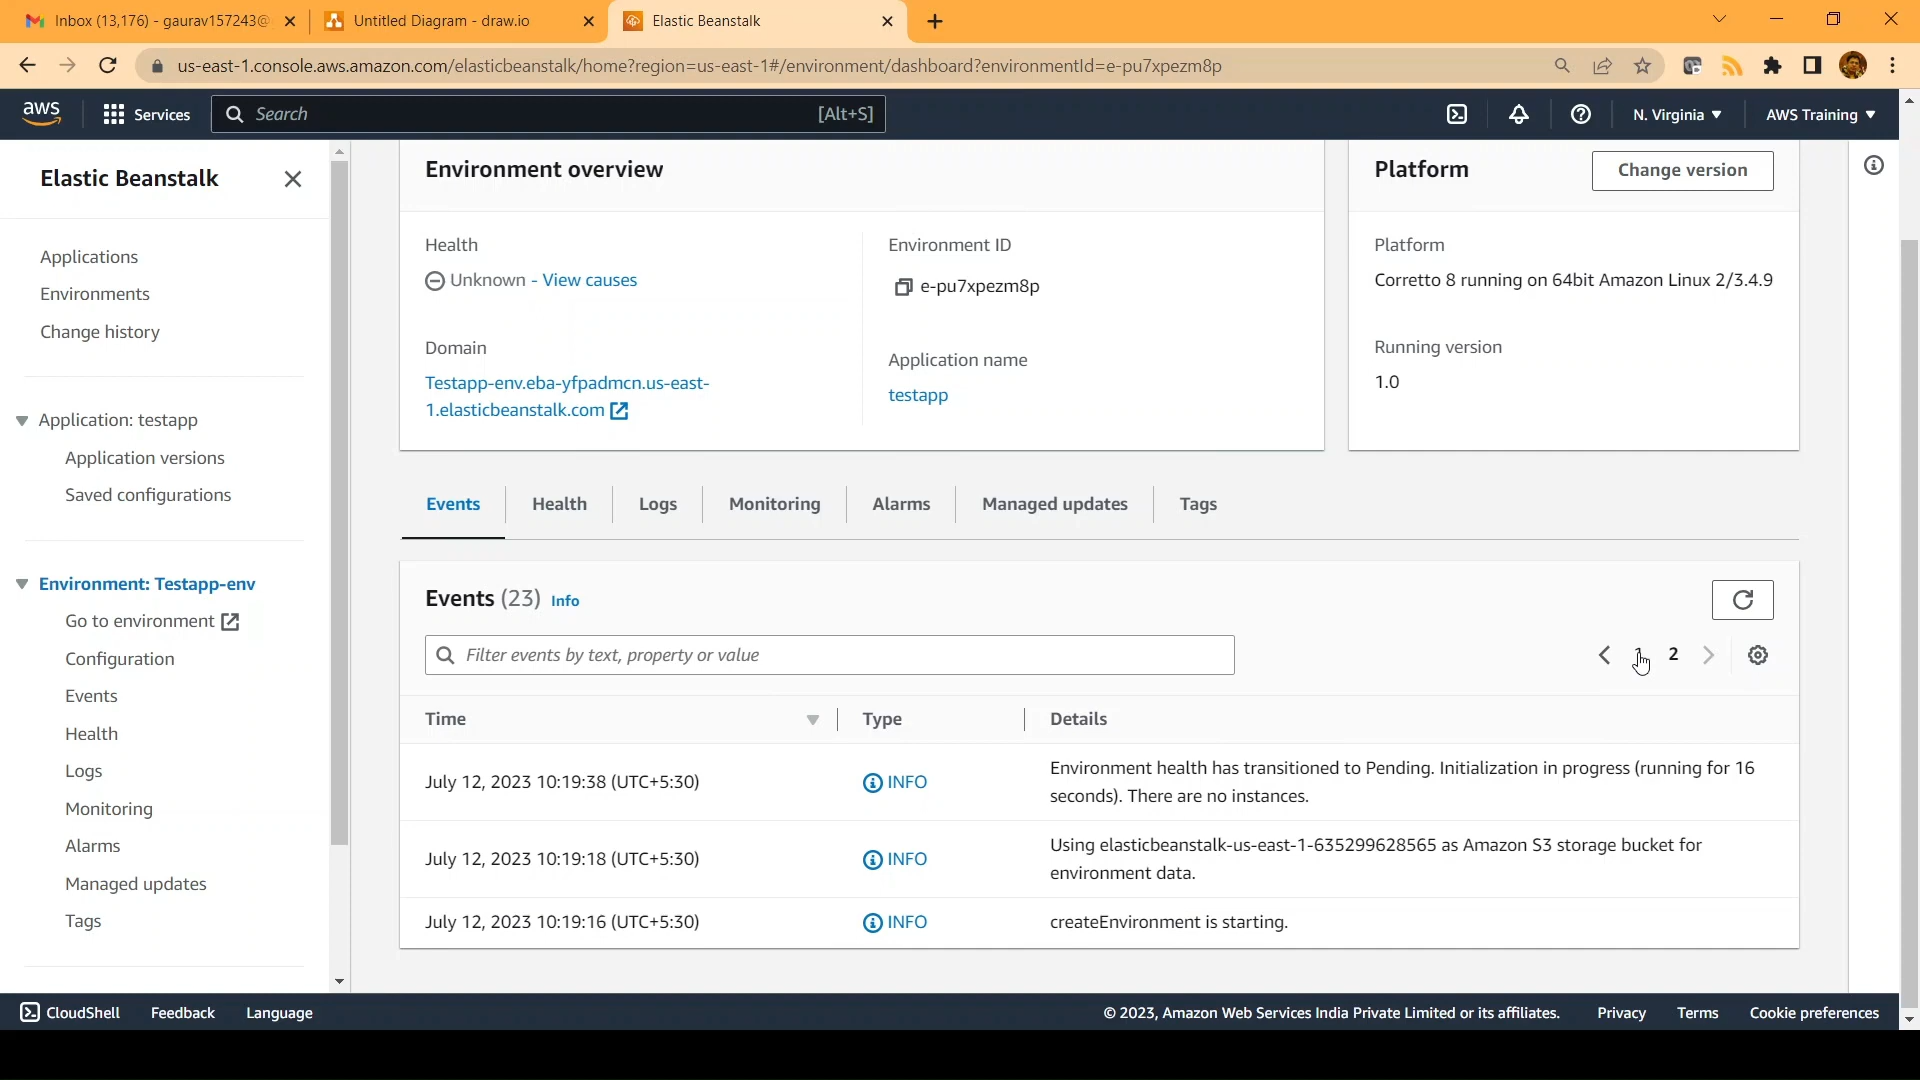 Inbox (13,176) - gaurav157243@
Untitled Diagram - draw.io
Elastic Beanstalk
us-east-1.console.aws.amazon.com/elasticbeanstalk/home?region=us-east-1#/environment/dashboard?environmentId=e-pu7xpezm8p
aws
Services
Search
[Alt+S]
N. Virginia
AWS Training
Elastic Beanstalk
Applications
Environments
Change history
Application: testapp
Application versions
Saved configurations
Environment: Testapp-env
Go to environment
Configuration
Events
Health
Logs
Monitoring
Alarms
Managed updates
Tags
Environment overview
Health
Unknown - View causes
Domain
Testapp-env.eba-yfpadmcn.us-east-
1.elasticbeanstalk.com
Environment ID
e-pu7xpezm8p
Application name
testapp
Platform
Change version
Platform
Corretto 8 running on 64bit Amazon Linux 2/3.4.9
Running version
1.0
Events
Health
Logs
Monitoring
Alarms
Managed updates
Tags
Events (23) Info
Filter events by text, property or value
1
2
Time
Type
Details
July 12, 2023 10:19:38 (UTC+5:30)
INFO
Environment health has transitioned to Pending. Initialization in progress (running for 16
seconds). There are no instances.
July 12, 2023 10:19:18 (UTC+5:30)
INFO
Using elasticbeanstalk-us-east-1-635299628565 as Amazon S3 storage bucket for
environment data.
July 12, 2023 10:19:16 (UTC+5:30)
INFO
createEnvironment is starting.
CloudShell
Feedback
Language
© 2023, Amazon Web Services India Private Limited or its affiliates.
Privacy
Terms
Cookie preferences